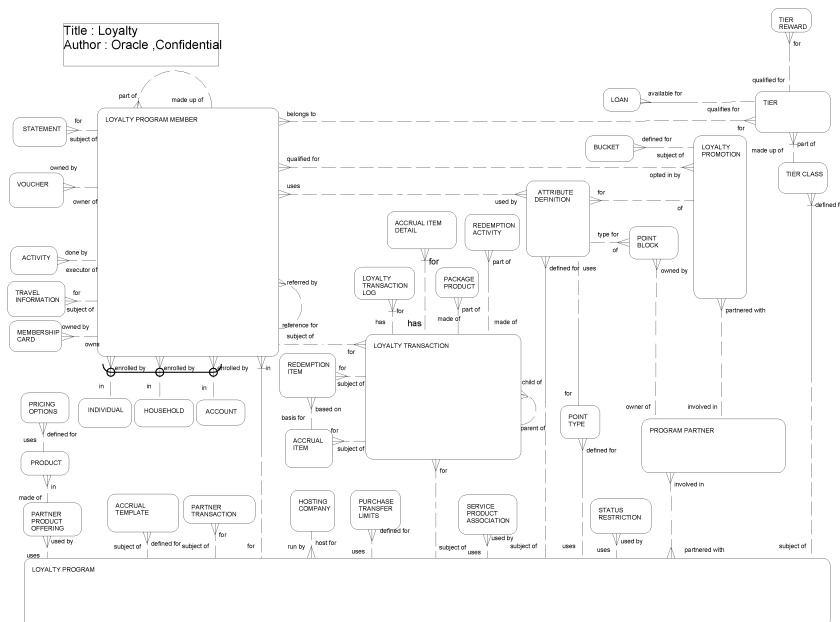 Title : Loyalty
Author : Oracle ,Confidential
TIER
REWARD
for
qualified for
LOAN
available for
qualifies for
TIER
for
part of
made up of
TIER CLASS
defined f
part of
made up of
LOYALTY PROGRAM MEMBER
belongs to
STATEMENT
for
subject of
BUCKET
defined for
subject of
LOYALTY
PROMOTION
qualified for
opted in by
VOUCHER
owned by
owner of
uses
used by
ATTRIBUTE
DEFINITION
for
of
ACCRUAL ITEM
DETAIL
REDEMPTION
ACTIVITY
type for
of
POINT
BLOCK
owned by
ACTIVITY
done by
executor of
for
part of
defined for
uses
LOYALTY
TRANSACTION
LOG
PACKAGE
PRODUCT
referred by
TRAVEL
INFORMATION
for
subject of
for
part of
partnered with
MEMBERSHIP
CARD
owned by
owns
reference for
subject of
has
has
made of
made of
for
LOYALTY TRANSACTION
enrolled by
enrolled by
enrolled by
in
in
in
in
REDEMPTION
ITEM
for
subject of
child of
parent of
INDIVIDUAL
HOUSEHOLD
ACCOUNT
based on
basis for
for
owner of
involved in
POINT
TYPE
PRICING
OPTIONS
uses
defined for
ACCRUAL
ITEM
for
subject of
PROGRAM PARTNER
defined for
PRODUCT
in
made of
for
involved in
PARTNER
PRODUCT
OFFERING
used by
uses
ACCRUAL
TEMPLATE
defined for
subject of
PARTNER
TRANSACTION
for
subject of
for
HOSTING
COMPANY
host for
run by
PURCHASE
TRANSFER
LIMITS
defined for
uses
subject of
SERVICE
PRODUCT
ASSOCIATION
used by
uses
subject of
uses
STATUS
RESTRICTION
used by
uses
partnered with
subject of
LOYALTY PROGRAM